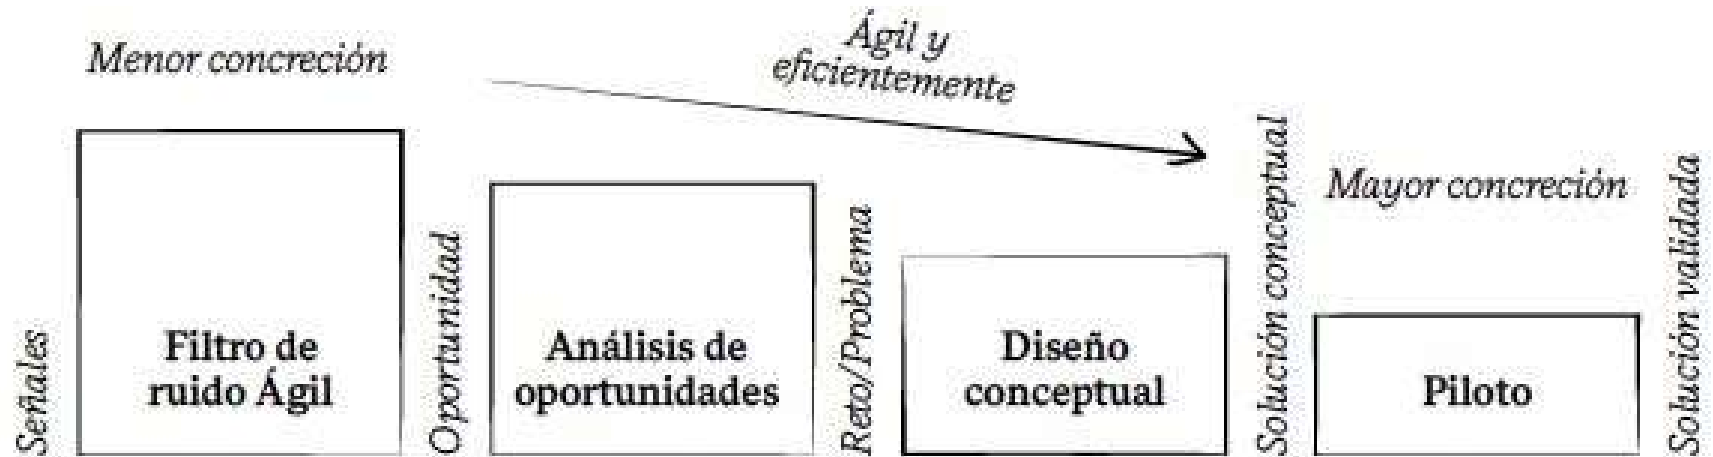 Menor concreción
Ágil y
eficientemente
Mayor concreción
Señales
Filtro de
ruido Ágil
Oportunidad
Análisis de
oportunidades
Reto/Problema
Diseño
conceptual
Solución conceptual
Piloto
Solución validada